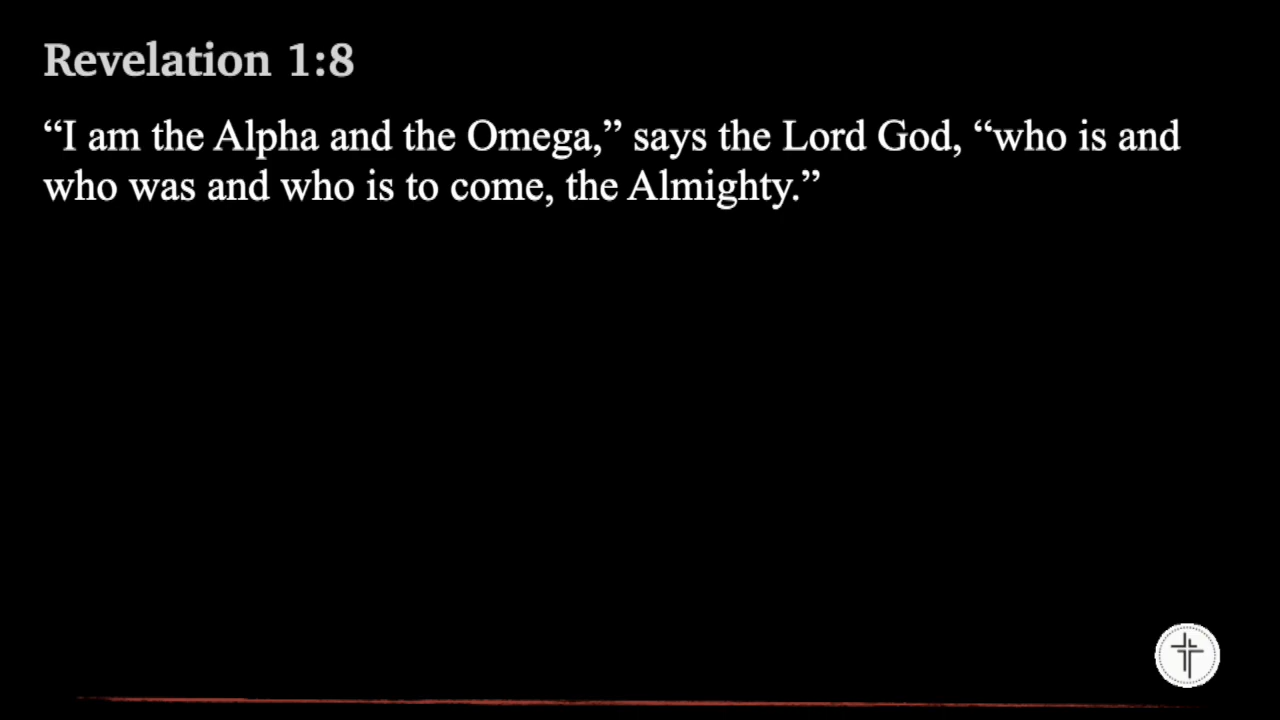 Revelation 1:8
“I am the Alpha and the Omega,” says the Lord God, “who is and
who was and who is to come, the Almighty.”